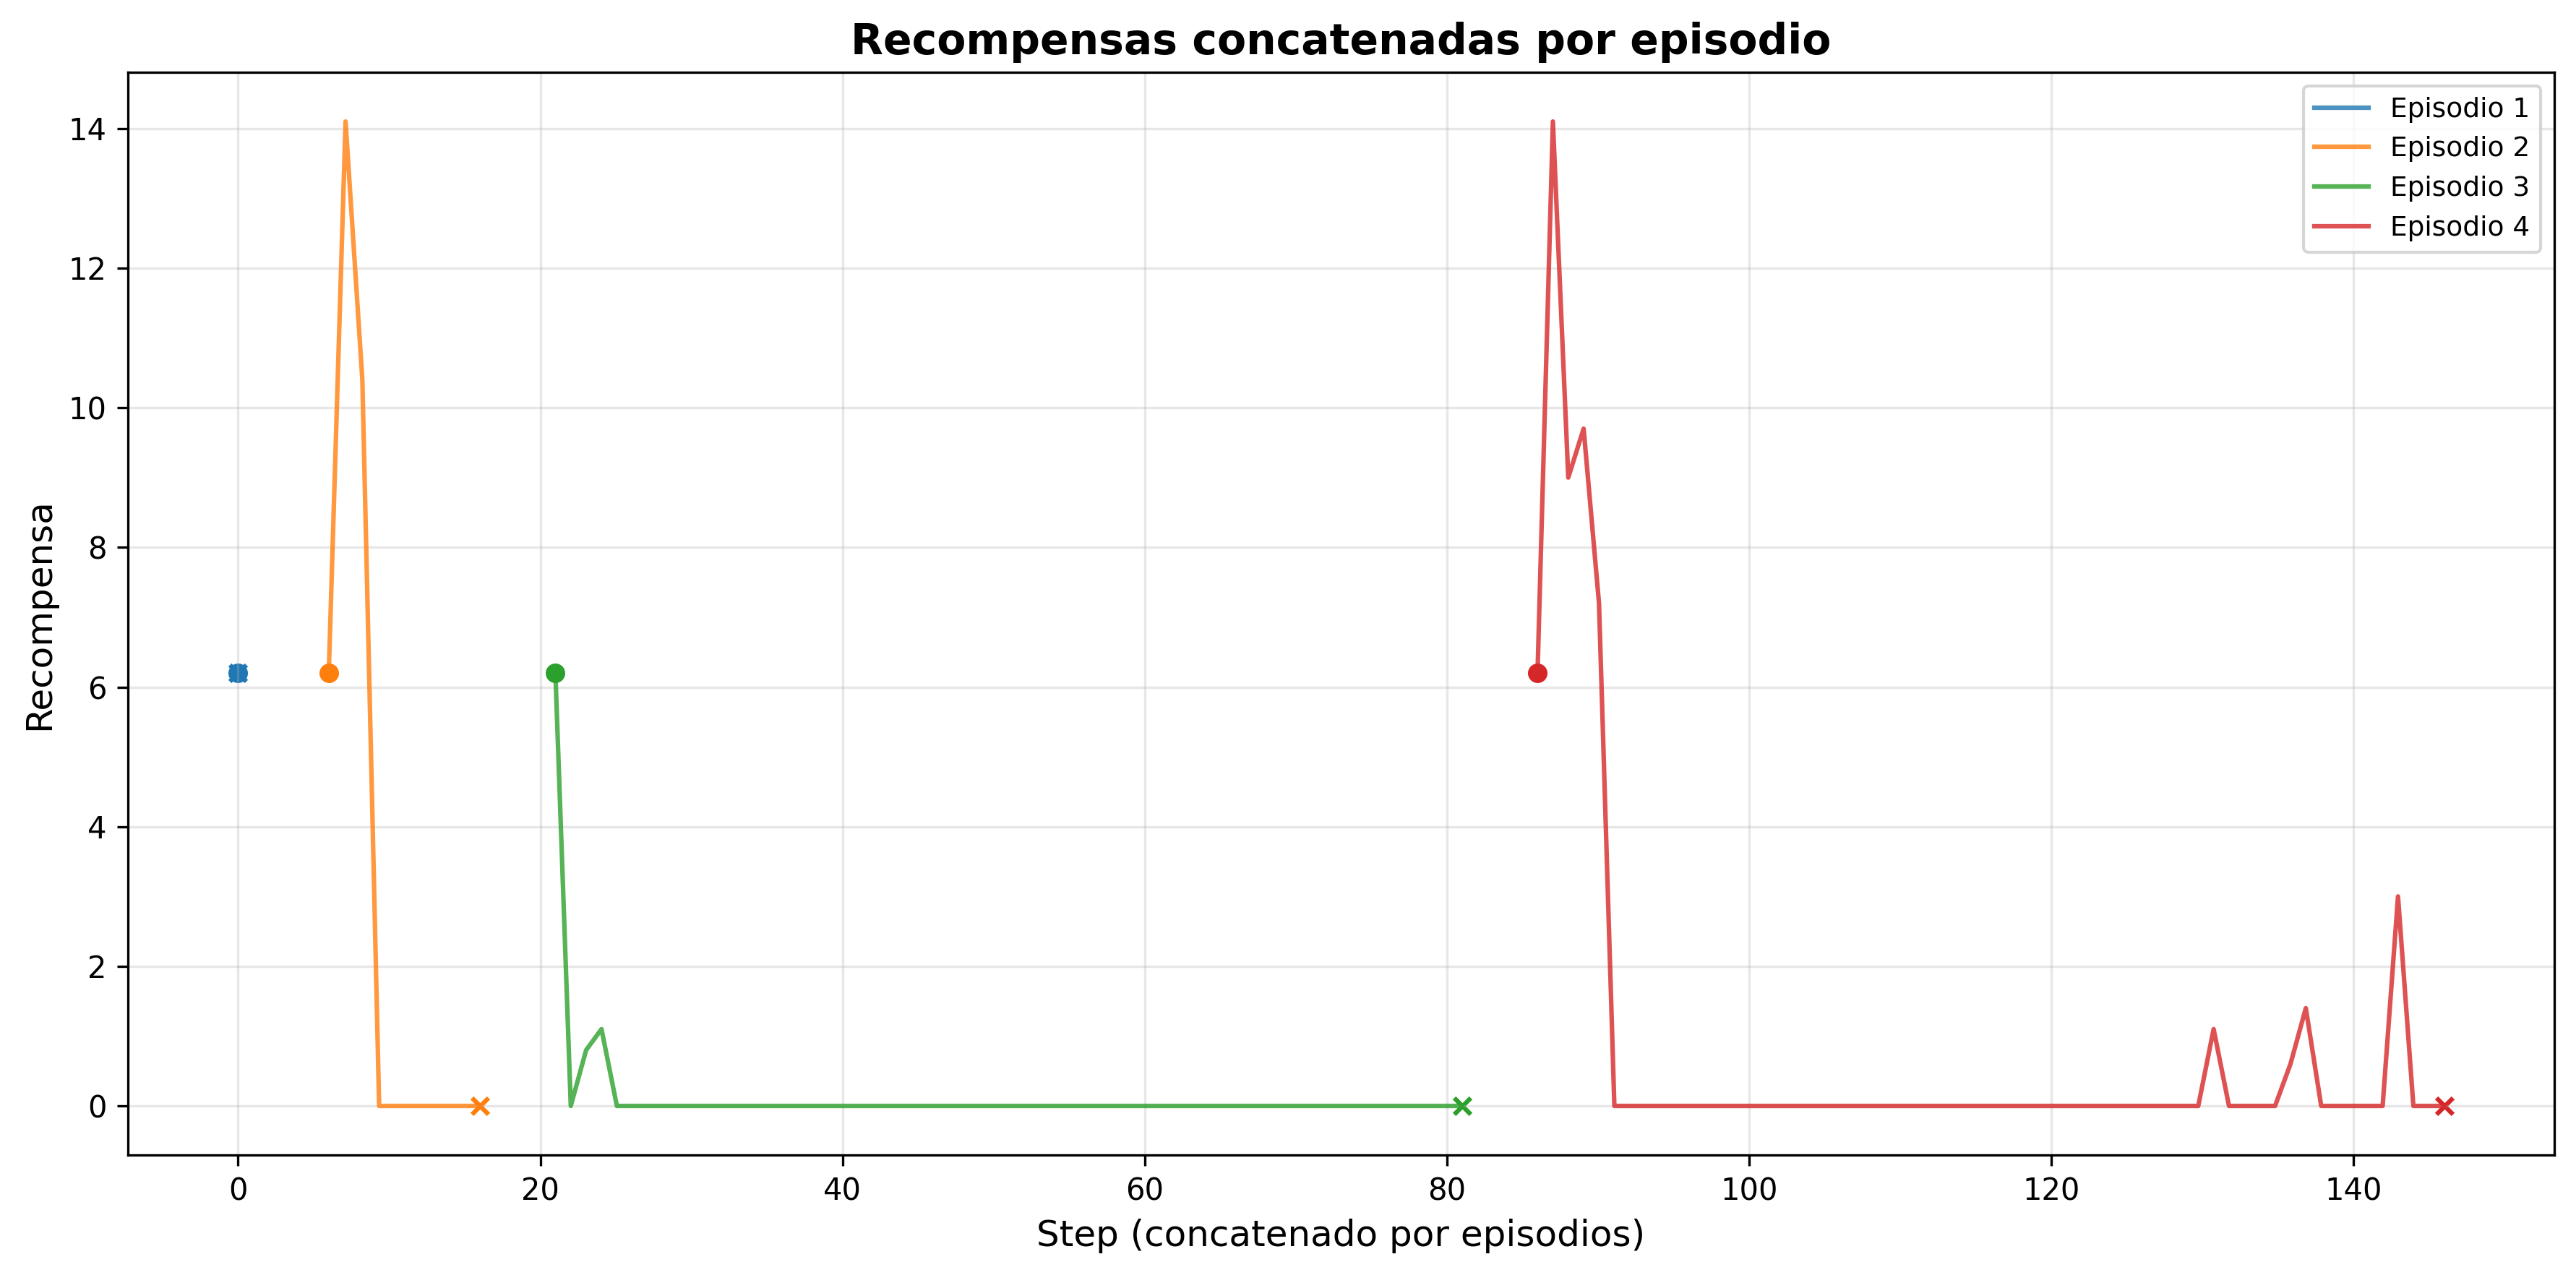 Recompensas concatenadas por episodio
Recompensa
14
12
10
8
6
4
2
0
0
20
40
60
80
100
120
140
Step (concatenado por episodios)
Episodio 1
Episodio 2
Episodio 3
Episodio 4